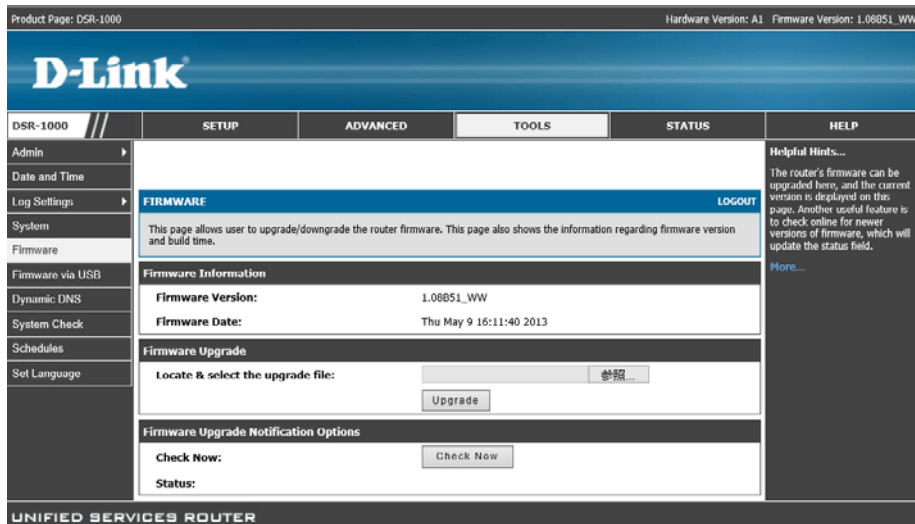 Product Page: DSR-1000
Hardware Version: A1 Firmware Version: 1.08B51_WW
D-Link
DSR-1000
SETUP
ADVANCED
TOOLS
STATUS
HELP
Admin
Date and Time
Log Settings
System
Firmware
Firmware via USB
Dynamic DNS
System Check
Schedules
Set Language
FIRMWARE
LOGOUT
This page allows user to upgrade/downgrade the router firmware. This page also shows the information regarding firmware version
and build time.
Firmware Information
Firmware Version: 1.08B51_WW
Firmware Date: Thu May 9 16:11:40 2013
Firmware Upgrade
Locate & select the upgrade file: 参照...
Upgrade
Firmware Upgrade Notification Options
Check Now: Check Now
Status:
Helpful Hints...
The router's firmware can be
upgraded here, and the current
version is displayed on this
page. Another useful feature is
to check online for newer
versions of firmware, which will
update the status field.
More...
UNIFIED SERVICES ROUTER